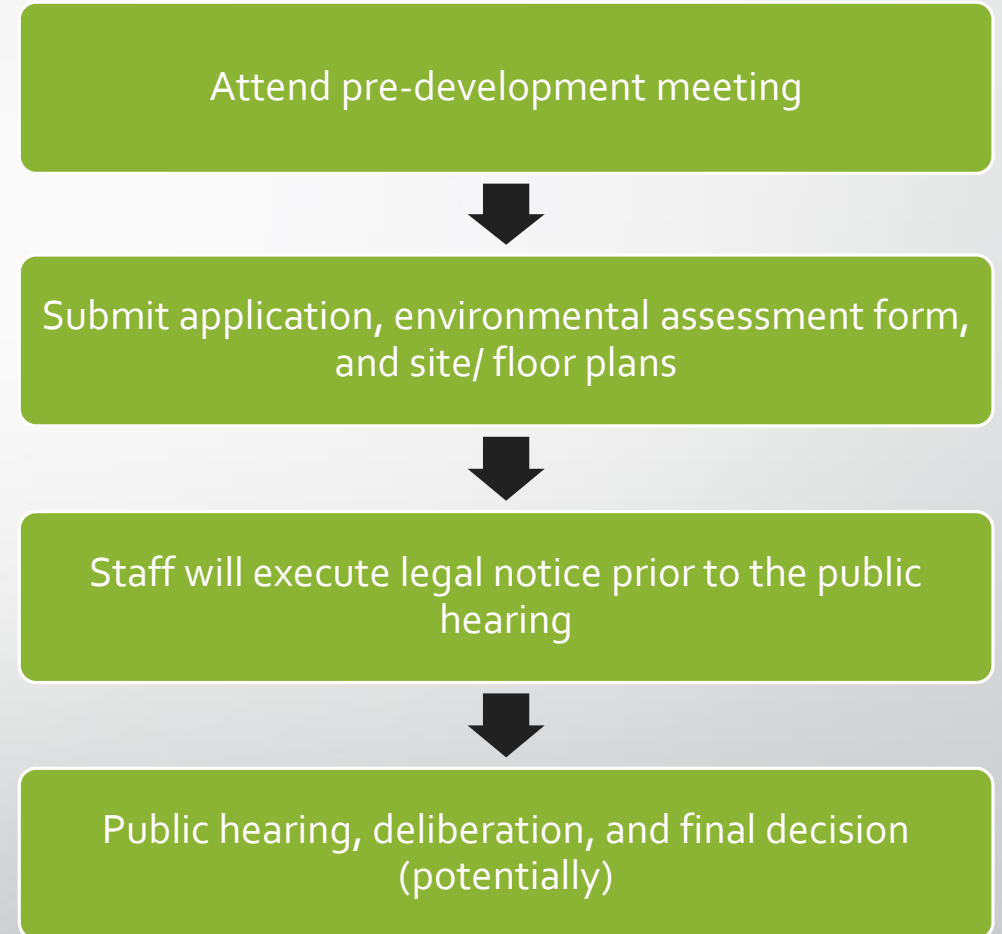 Attend pre-development meeting
Submit application, environmental assessment form,
and site/ floor plans
Staff will execute legal notice prior to the public
hearing
Public hearing, deliberation, and final decision
(potentially)